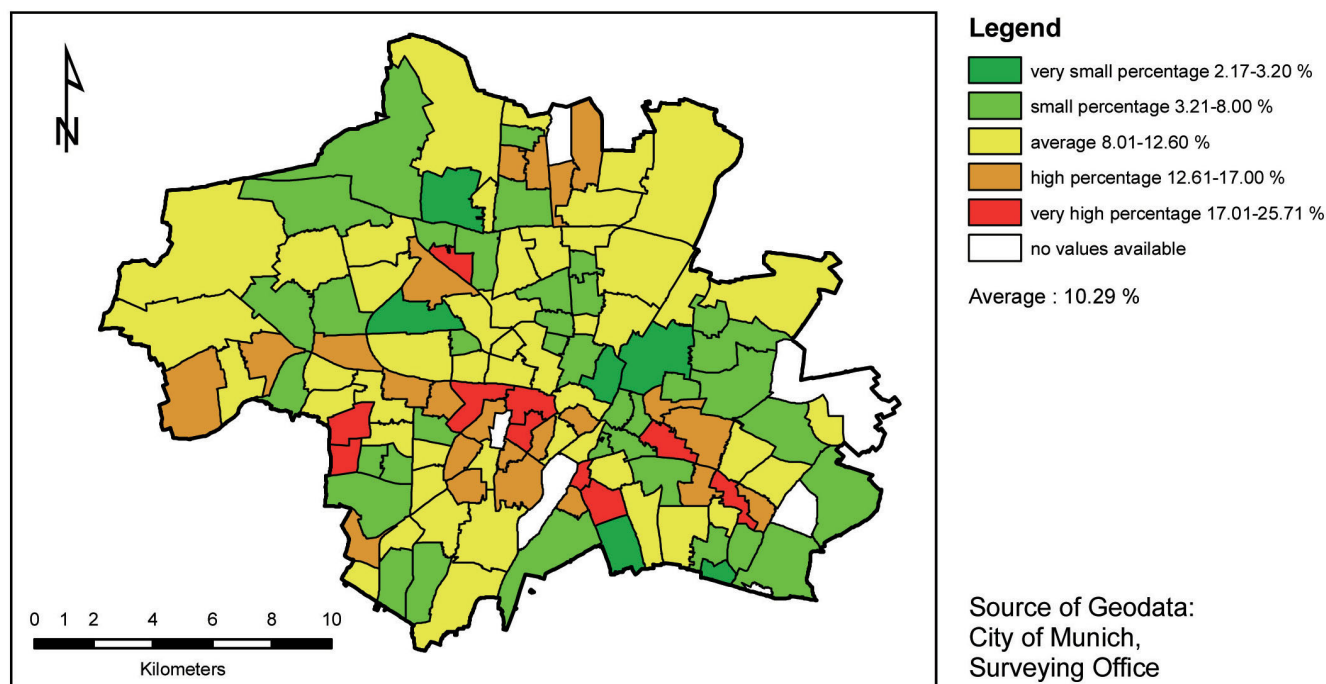 N
0 1 2 4 6 8 10
Kilometers
Legend
very small percentage 2.17-3.20 %
small percentage 3.21-8.00 %
average 8.01-12.60 %
high percentage 12.61-17.00 %
very high percentage 17.01-25.71 %
no values available
Average : 10.29 %
Source of Geodata:
City of Munich,
Surveying Office